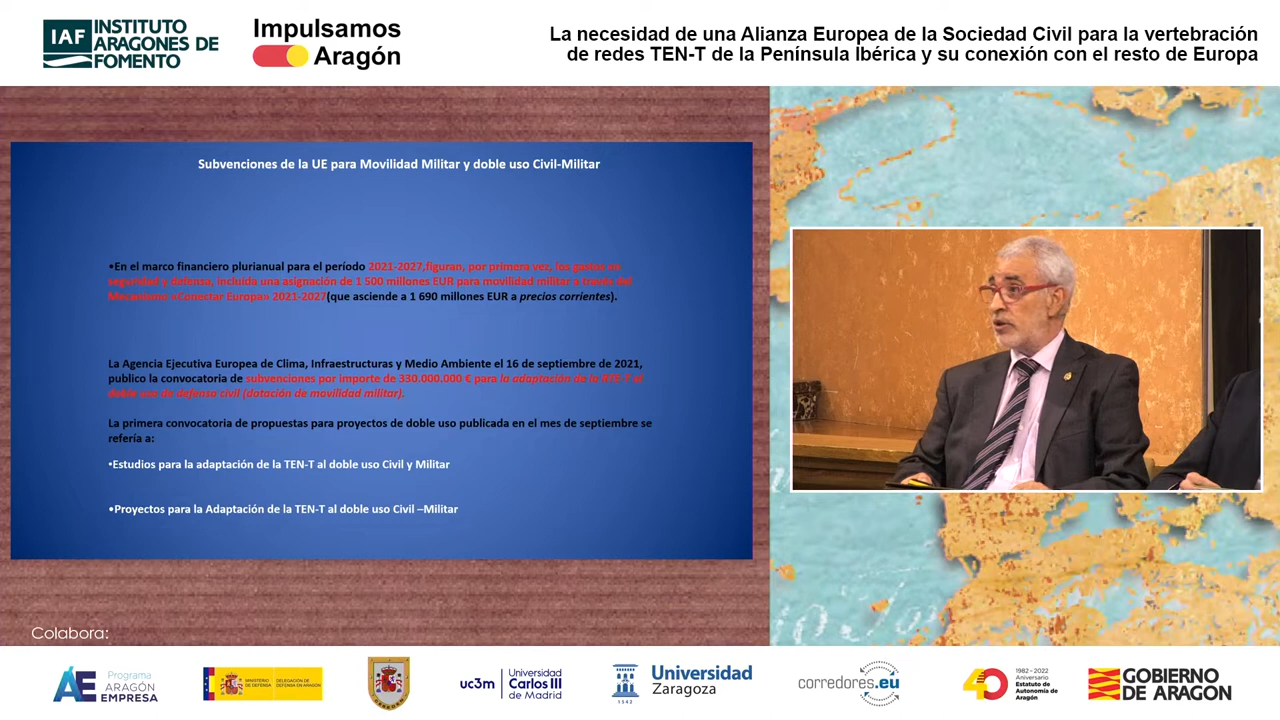 IAF
INSTITUTO
ARAGONES DE
FOMENTO
Impulsamos
Aragón
La necesidad de una Alianza Europea de la Sociedad Civil para la vertebración
de redes TEN-T de la Península Ibérica y su conexión con el resto de Europa
Subvenciones de la UE para Movilidad Militar y doble uso Civil-Militar
•En el marco financiero plurianual para el período 2021-2027,figuran, por primera vez, los gastos en
seguridad y defensa, incluida una asignación de 1 500 millones EUR para movilidad militar a través del
Mecanismo «Conectar Europa» 2021-2027(que asciende a 1 690 millones EUR a precios corrientes).
La Agencia Ejecutiva Europea de Clima, Infraestructuras y Medio Ambiente el 16 de septiembre de 2021,
publico la convocatoria de subvenciones por importe de 330.000.000 € para la adaptación de la RTE-T al
doble uso de defensa civil (dotación de movilidad militar).
La primera convocatoria de propuestas para proyectos de doble uso publicada en el mes de septiembre se
refería a:
•Estudios para la adaptación de la TEN-T al doble uso Civil y Militar
•Proyectos para la Adaptación de la TEN-T al doble uso Civil –Militar
Colabora:
ÁE
Programa
ARAGÓN
EMPRESA
MINISTERIO
DE DEFENSA
DELEGACIÓN DE
DEFENSA EN ARAGÓN
uc3m
Universidad
Carlos III
de Madrid
1542
Universidad
Zaragoza
corredores.eu
40
1982-2022
Aniversario
Estatuto de
Autonomía de
Aragón
GOBIERNO
DE ARAGON